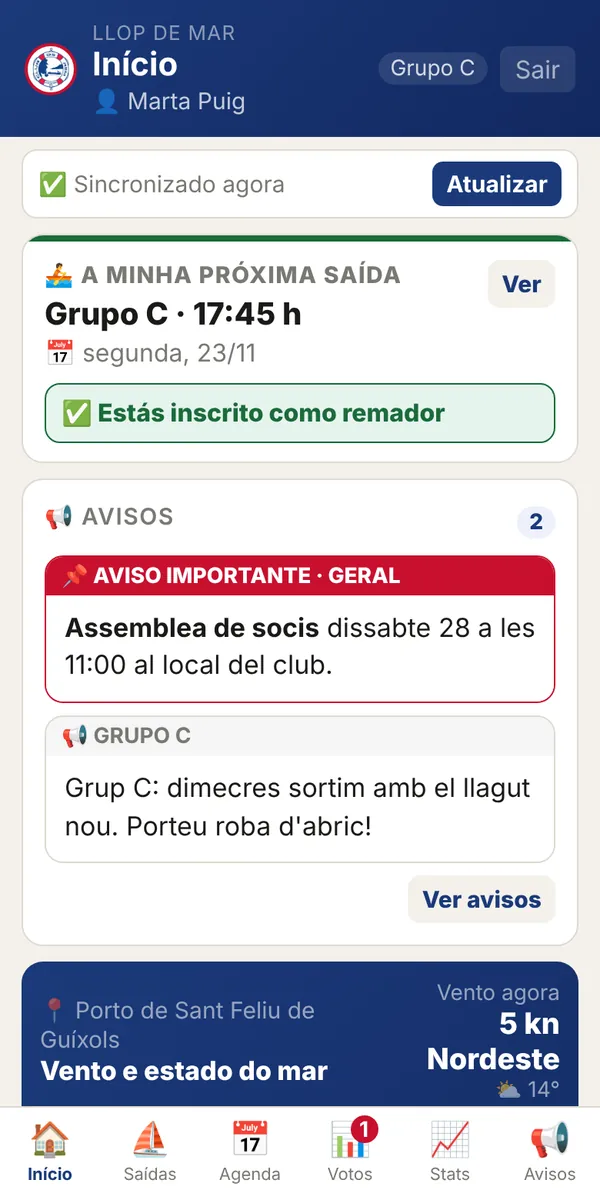 LLOP DE MAR
Início
👤 Marta Puig
Grupo C
Sair
✅ Sincronizado agora
Atualizar
🚣 A MINHA PRÓXIMA SAÍDA
Ver
Grupo C · 17:45 h
📅 segunda, 23/11
✅ Estás inscrito como remador
📢 AVISOS
2
📌 AVISO IMPORTANTE · GERAL
Assemblea de socis dissabte 28 a les
11:00 al local del club.
📢 GRUPO C
Grup C: dimecres sortim amb el llagut
nou. Porteu roba d'abric!
Ver avisos
📍 Porto de Sant Feliu de
Guíxols
Vento e estado do mar
Vento agora
5 kn
Nordeste
⛅ 14°
1
Início
Saídas
Agenda
Votos
Stats
Avisos